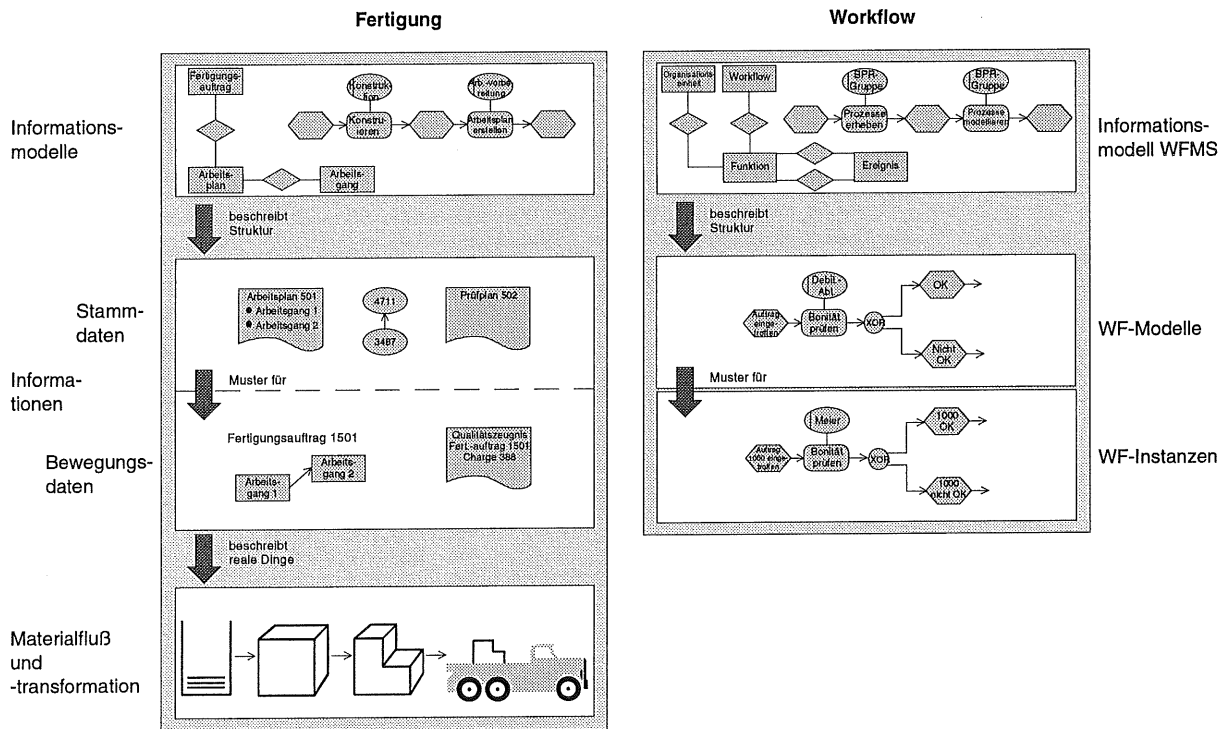 Fertigung
Workflow
Informations-
modelle
Fertigungs-
auftrag
Konstruk-
tion
Arb.-vorbe-
reitung
Konstru-
ieren
Arbeitsplan
erstellen
Arbeits-
plan
Arbeits-
gang
Organisations-
einheit
Workflow
BPR-
Gruppe
BPR-
Gruppe
Prozesse
erheben
Prozesse
modellieren
Funktion
Ereignis
Informations-
modell WFMS
beschreibt
Struktur
beschreibt
Struktur
Stamm-
daten
Arbeitsplan 501
Arbeitsgang 1
Arbeitsgang 2
4711
3487
Prüfplan 502
Debit.-
Abt.
Auftrag
einge-
troffen
Bonität
prüfen
XOR
OK
Nicht
OK
WF-Modelle
Informa-
tionen
Muster für
Muster für
Bewegungs-
daten
Fertigungsauftrag 1501
Arbeits-
gang 1
Arbeits-
gang 2
Qualitätszeugnis
Fert.-auftrag 1501
Charge 388
Meier
Auftrag
1000 einge-
troffen
Bonität
prüfen
XOR
1000
OK
1000
nicht OK
WF-Instanzen
beschreibt
reale Dinge
Materialfluß
und
-transformation